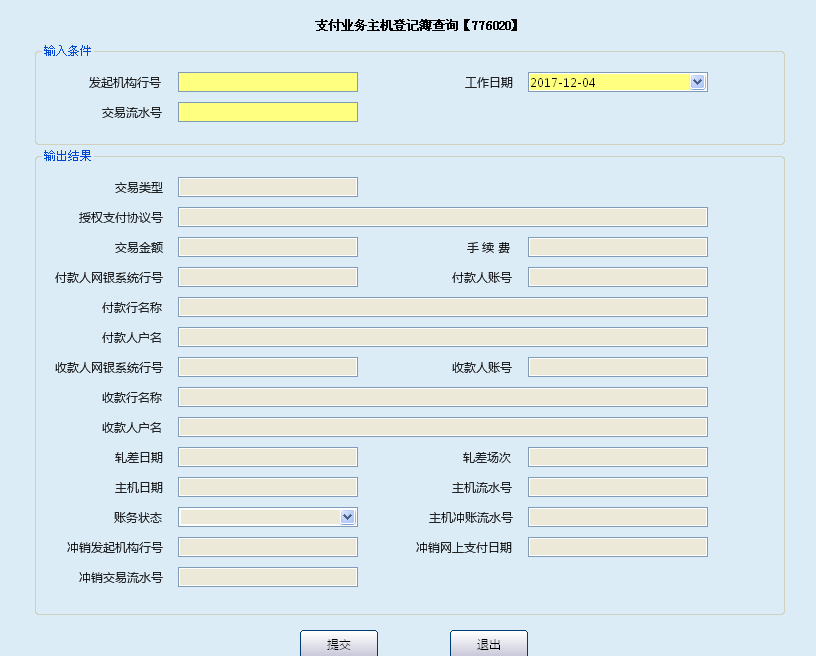 支付业务主机登记簿查询【776020】
输入条件
发起机构行号 工作日期 2017-12-04
交易流水号
输出结果
交易类型
授权支付协议号
交易金额 手 续 费
付款人网银系统行号 付款人账号
付款行名称
付款人户名
收款人网银系统行号 收款人账号
收款行名称
收款人户名
轧差日期 轧差场次
主机日期 主机流水号
账务状态 主机冲账流水号
冲销发起机构行号 冲销网上支付日期
冲销交易流水号
提交 退出